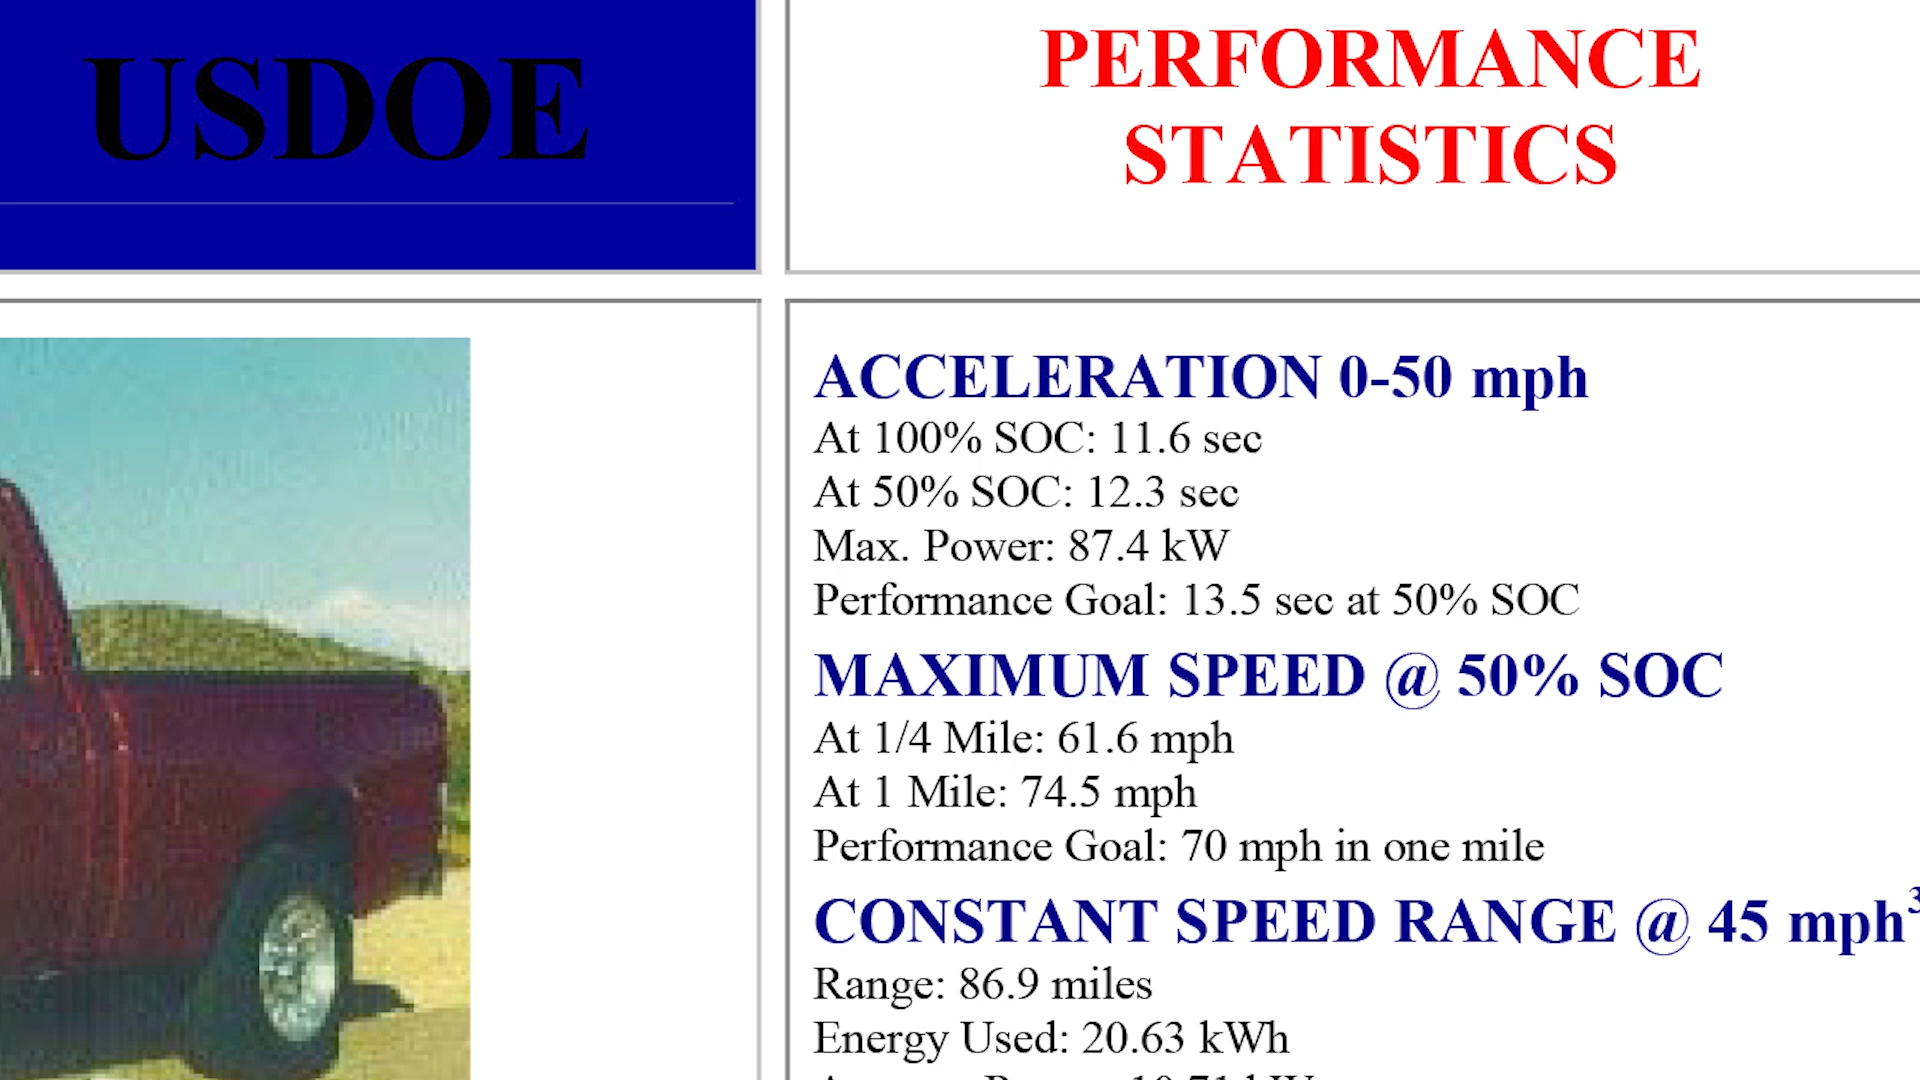 USDOE
PERFORMANCE
STATISTICS
ACCELERATION 0-50 mph
At 100% SOC: 11.6 sec
At 50% SOC: 12.3 sec
Max. Power: 87.4 kW
Performance Goal: 13.5 sec at 50% SOC
MAXIMUM SPEED @ 50% SOC
At 1/4 Mile: 61.6 mph
At 1 Mile: 74.5 mph
Performance Goal: 70 mph in one mile
CONSTANT SPEED RANGE @ 45 mph³
Range: 86.9 miles
Energy Used: 20.63 kWh